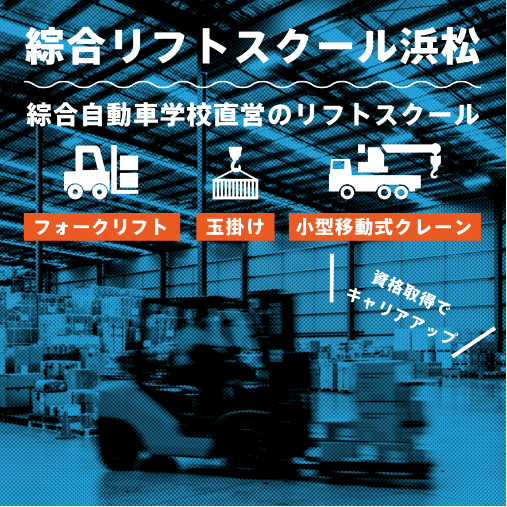 綜合リフトスクール浜松
綜合自動車学校直営のリフトスクール
フォークリフト
玉掛け
小型移動式クレーン
資格取得で
キャリアアップ